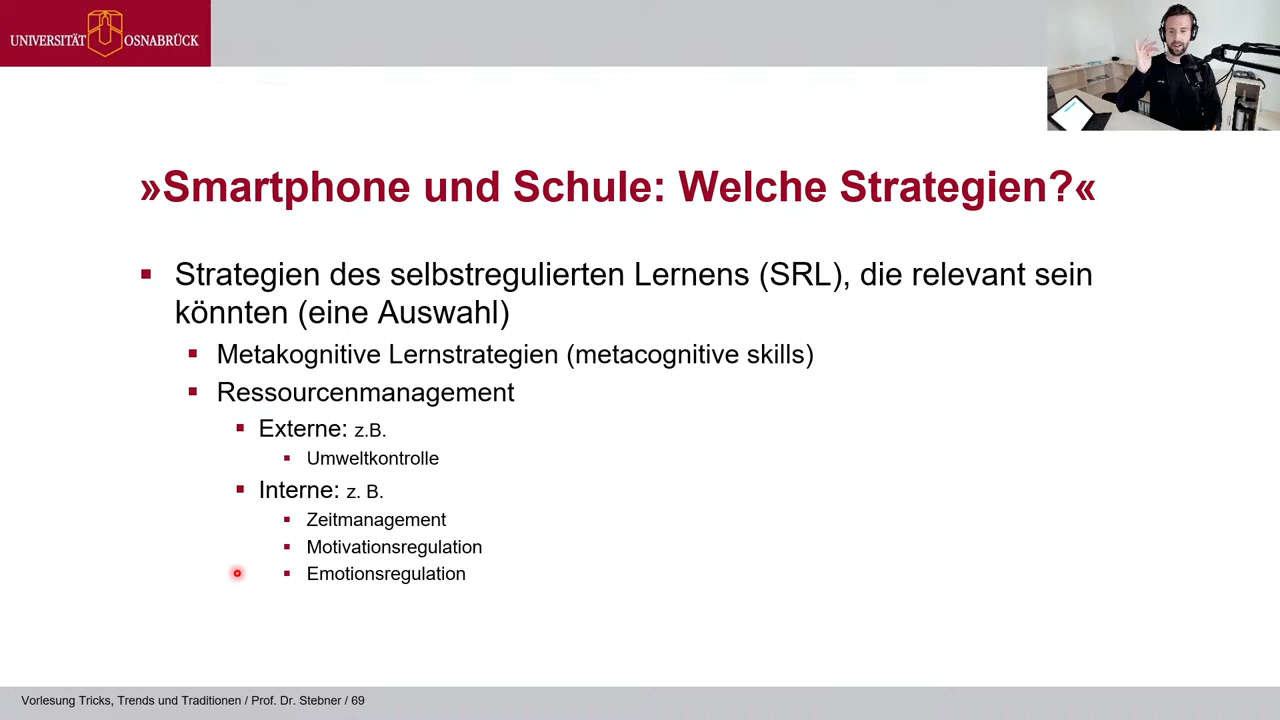 UNIVERSITÄT OSNABRÜCK
»Smartphone und Schule: Welche Strategien?«
Strategien des selbstregulierten Lernens (SRL), die relevant sein
könnten (eine Auswahl)
Metakognitive Lernstrategien (metacognitive skills)
Ressourcenmanagement
Externe: z.B.
Umweltkontrolle
Interne: z. B.
Zeitmanagement
Motivationsregulation
Emotionsregulation
Vorlesung Tricks, Trends und Traditionen / Prof. Dr. Stebner / 69